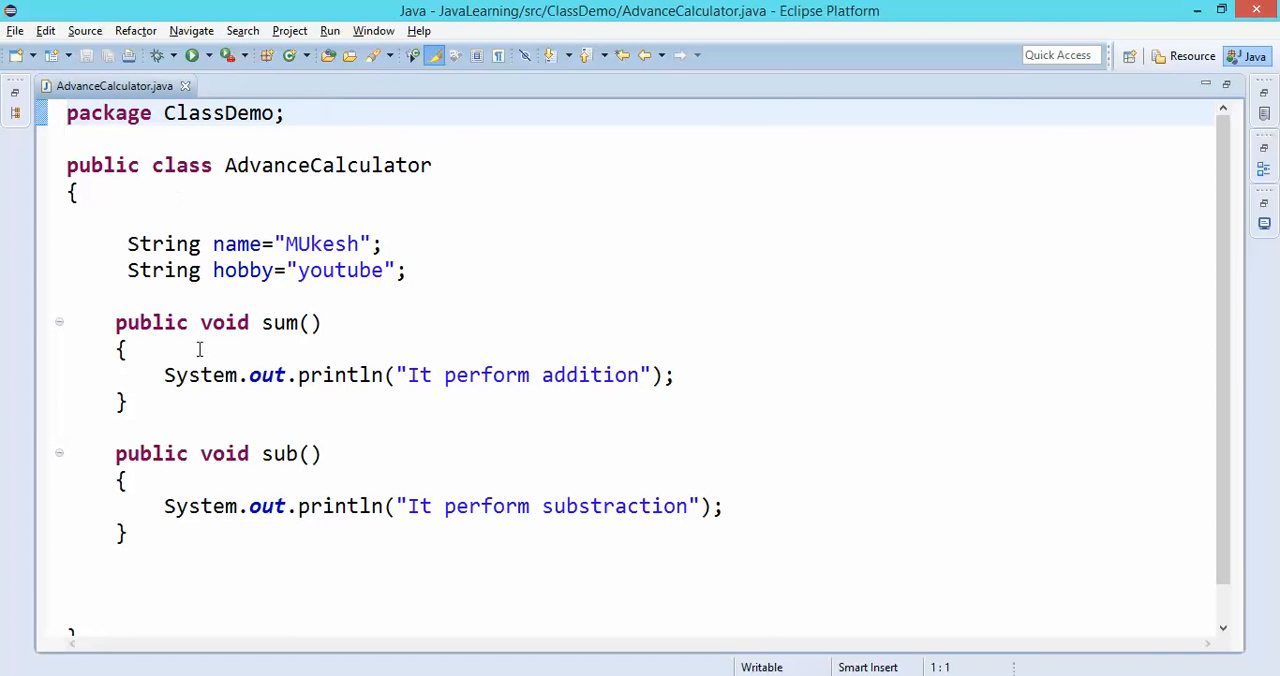 Java - JavaLearning/src/ClassDemo/AdvanceCalculator.java - Eclipse Platform
File Edit Source Refactor Navigate Search Project Run Window Help
Quick Access Resource Java
AdvanceCalculator.java
package ClassDemo;
public class AdvanceCalculator
{
String name="MUkesh";
String hobby="youtube";
public void sum()
{
System.out.println("It perform addition");
}
public void sub()
{
System.out.println("It perform substraction");
}
}
Writable Smart Insert 1 : 1